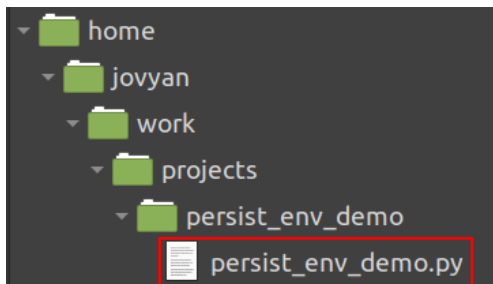 home
jovyan
work
projects
persist_env_demo
persist_env_demo.py